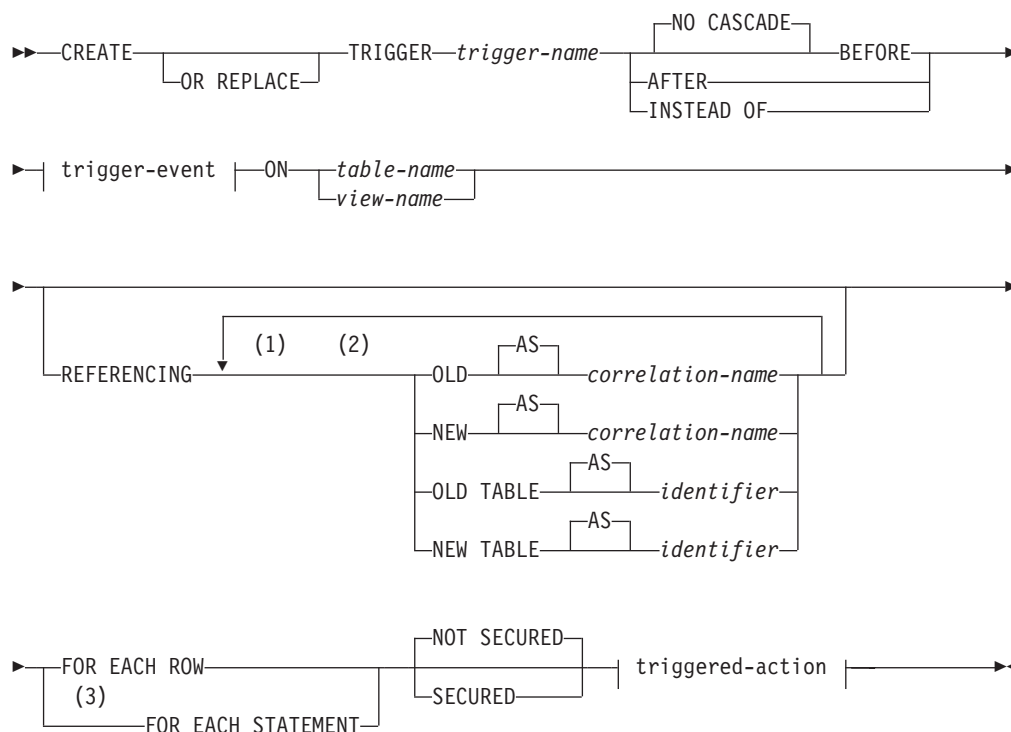 NO CASCADE
CREATE TRIGGER trigger-name BEFORE
OR REPLACE AFTER
INSTEAD OF
trigger-event ON table-name
view-name
(1) (2) AS
REFERENCING OLD correlation-name
AS
NEW correlation-name
AS
OLD TABLE identifier
AS
NEW TABLE identifier
NOT SECURED
FOR EACH ROW triggered-action
(3) SECURED
FOR EACH STATEMENT